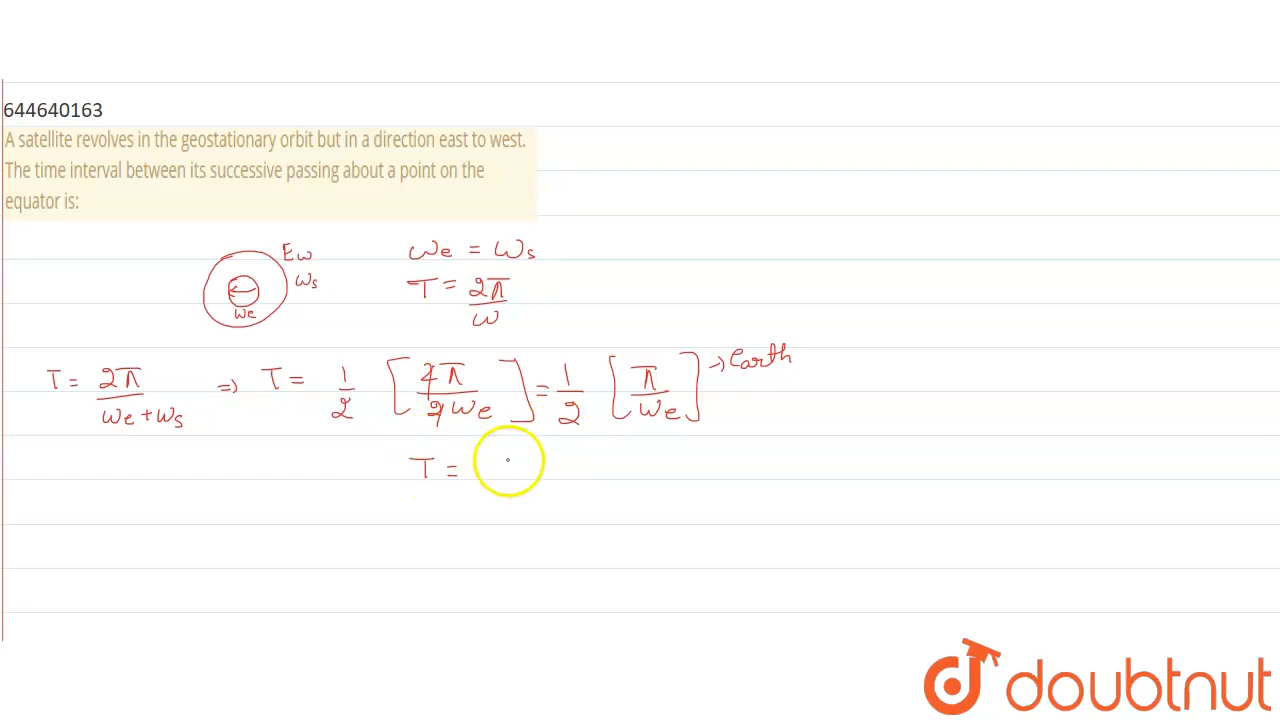 644640163
A satellite revolves in the geostationary orbit but in a direction east to west.
The time interval between its successive passing about a point on the
equator is:
Ew
ωs
ωe
ωe = ωs
T = 2π/ω
T = 2π/(ωe+ωs) ⇒ T = 1/2 [4π/2ωe] = 1/2 [π/ωe] → Earth
T =
doubtnut